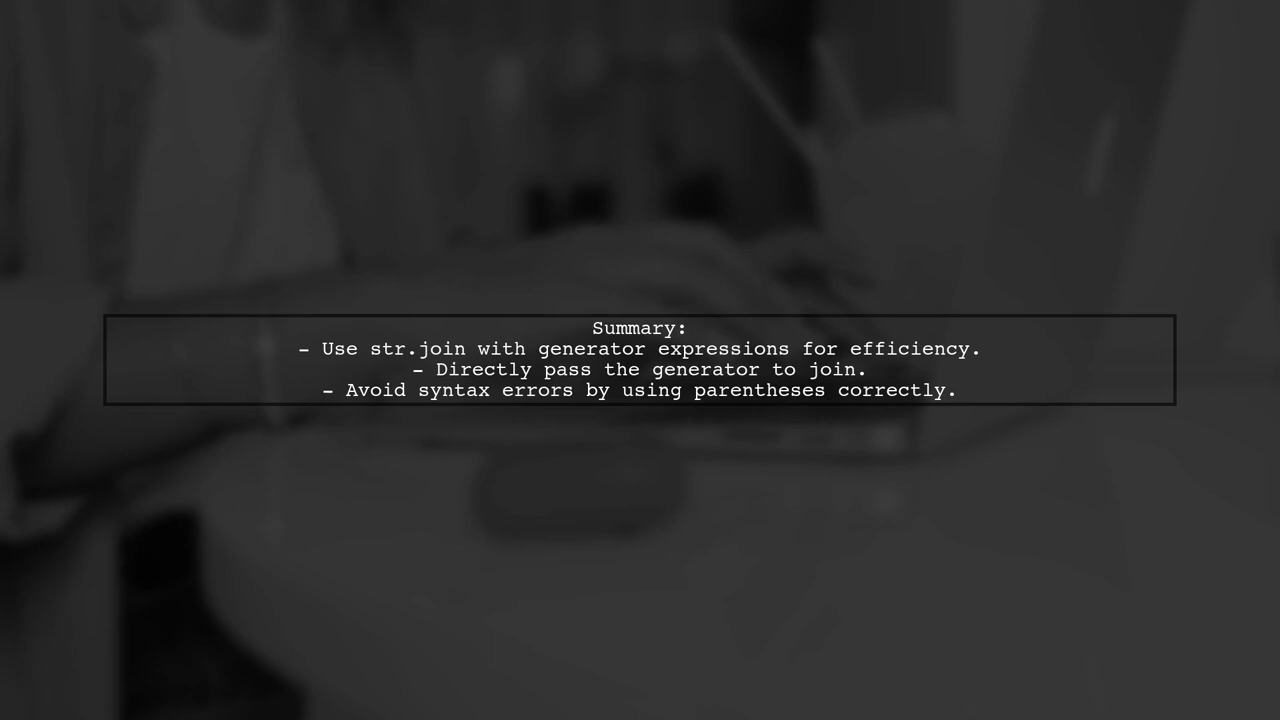 Summary:
- Use str.join with generator expressions for efficiency.
- Directly pass the generator to join.
- Avoid syntax errors by using parentheses correctly.